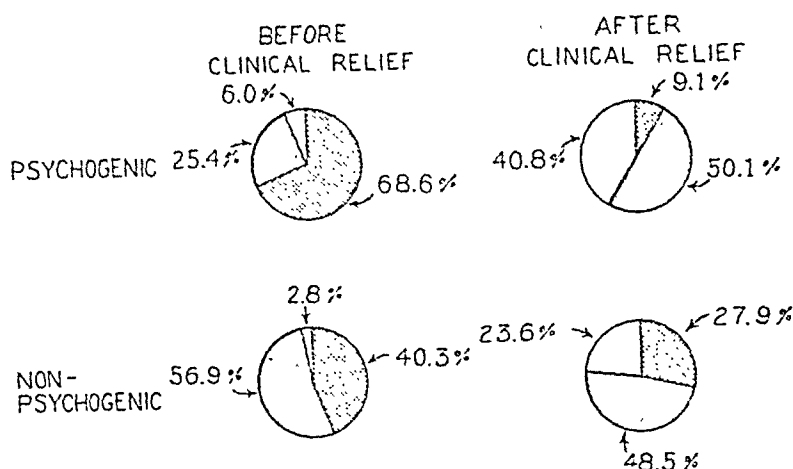 BEFORE
CLINICAL RELIEF
AFTER
CLINICAL RELIEF
PSYCHOGENIC
6.0%
25.4%
68.6%
9.1%
40.8%
50.1%
NON-
PSYCHOGENIC
2.8%
56.9%
40.3%
23.6%
27.9%
48.5%